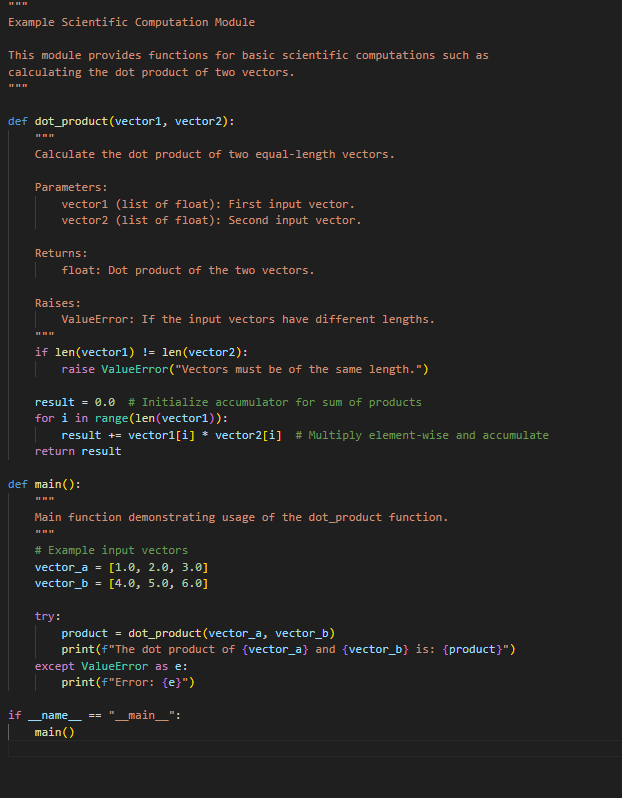 """
Example Scientific Computation Module

This module provides functions for basic scientific computations such as
calculating the dot product of two vectors.
"""

def dot_product(vector1, vector2):
    """
    Calculate the dot product of two equal-length vectors.

    Parameters:
        vector1 (list of float): First input vector.
        vector2 (list of float): Second input vector.

    Returns:
        float: Dot product of the two vectors.

    Raises:
        ValueError: If the input vectors have different lengths.
    """
    if len(vector1) != len(vector2):
        raise ValueError("Vectors must be of the same length.")

    result = 0.0  # Initialize accumulator for sum of products
    for i in range(len(vector1)):
        result += vector1[i] * vector2[i]  # Multiply element-wise and accumulate
    return result

def main():
    """
    Main function demonstrating usage of the dot_product function.
    """
    # Example input vectors
    vector_a = [1.0, 2.0, 3.0]
    vector_b = [4.0, 5.0, 6.0]

    try:
        product = dot_product(vector_a, vector_b)
        print(f"The dot product of {vector_a} and {vector_b} is: {product}")
    except ValueError as e:
        print(f"Error: {e}")

if __name__ == "__main__":
    main()